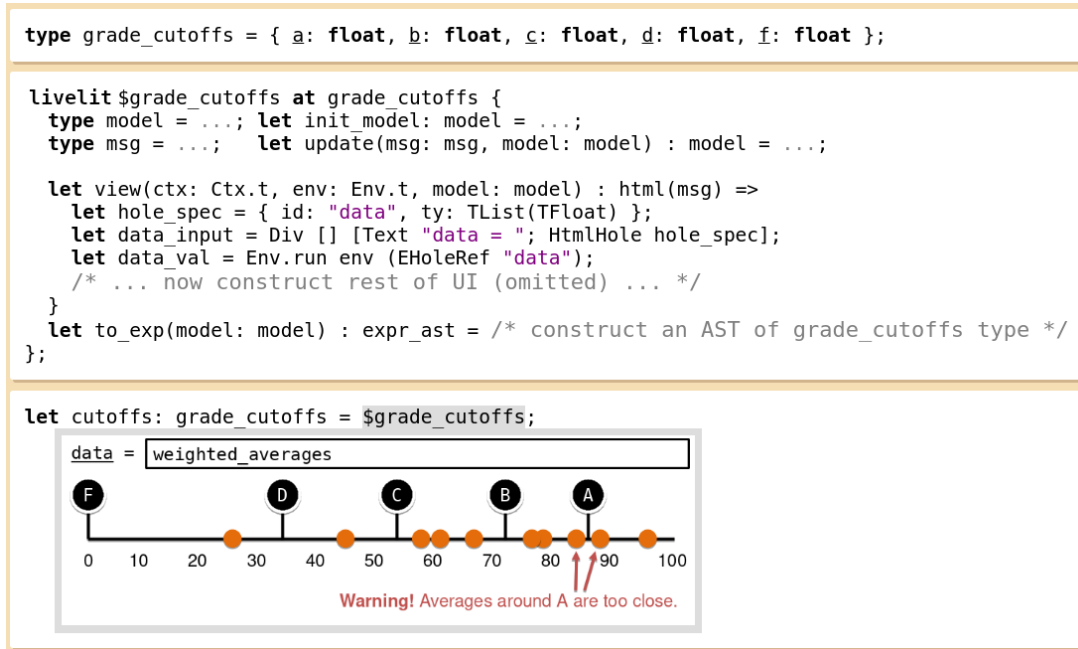 type grade_cutoffs = { a: float, b: float, c: float, d: float, f: float };
livelit $grade_cutoffs at grade_cutoffs {
type model = ...; let init_model: model = ...;
type msg = ...; let update(msg: msg, model: model) : model = ...;
let view(ctx: Ctx.t, env: Env.t, model: model) : html(msg) =>
let hole_spec = { id: "data", ty: TList(TFloat) };
let data_input = Div [] [Text "data = "; HtmlHole hole_spec];
let data_val = Env.run env (EHoleRef "data");
/* ... now construct rest of UI (omitted) ... */
}
let to_exp(model: model) : expr_ast = /* construct an AST of grade_cutoffs type */
};
let cutoffs: grade_cutoffs = $grade_cutoffs;
data = weighted_averages
F D C B A
0 10 20 30 40 50 60 70 80 90 100
Warning! Averages around A are too close.